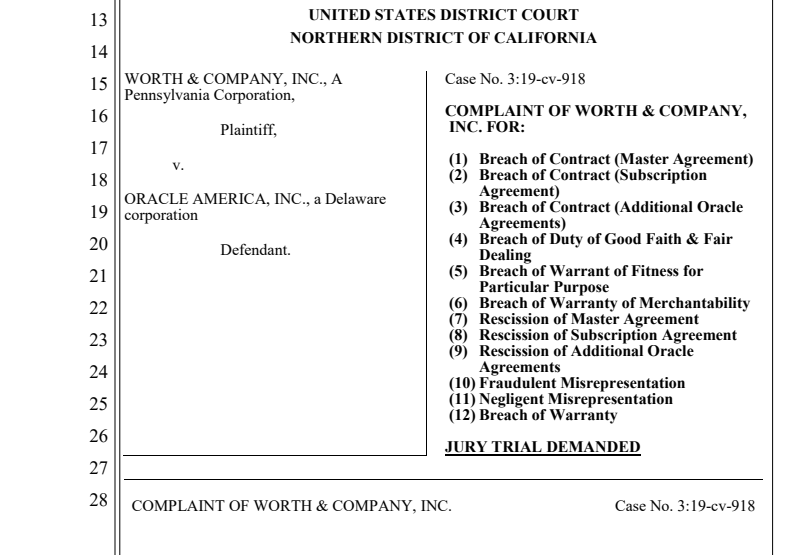 13
14
15
16
17
18
19
20
21
22
23
24
25
26
27
28
UNITED STATES DISTRICT COURT
NORTHERN DISTRICT OF CALIFORNIA
WORTH & COMPANY, INC., A
Pennsylvania Corporation,
Plaintiff,
v.
ORACLE AMERICA, INC., a Delaware
corporation
Defendant.
Case No. 3:19-cv-918
COMPLAINT OF WORTH & COMPANY,
INC. FOR:
(1) Breach of Contract (Master Agreement)
(2) Breach of Contract (Subscription
Agreement)
(3) Breach of Contract (Additional Oracle
Agreements)
(4) Breach of Duty of Good Faith & Fair
Dealing
(5) Breach of Warrant of Fitness for
Particular Purpose
(6) Breach of Warranty of Merchantability
(7) Rescission of Master Agreement
(8) Rescission of Subscription Agreement
(9) Rescission of Additional Oracle
Agreements
(10) Fraudulent Misrepresentation
(11) Negligent Misrepresentation
(12) Breach of Warranty
JURY TRIAL DEMANDED
COMPLAINT OF WORTH & COMPANY, INC.
Case No. 3:19-cv-918